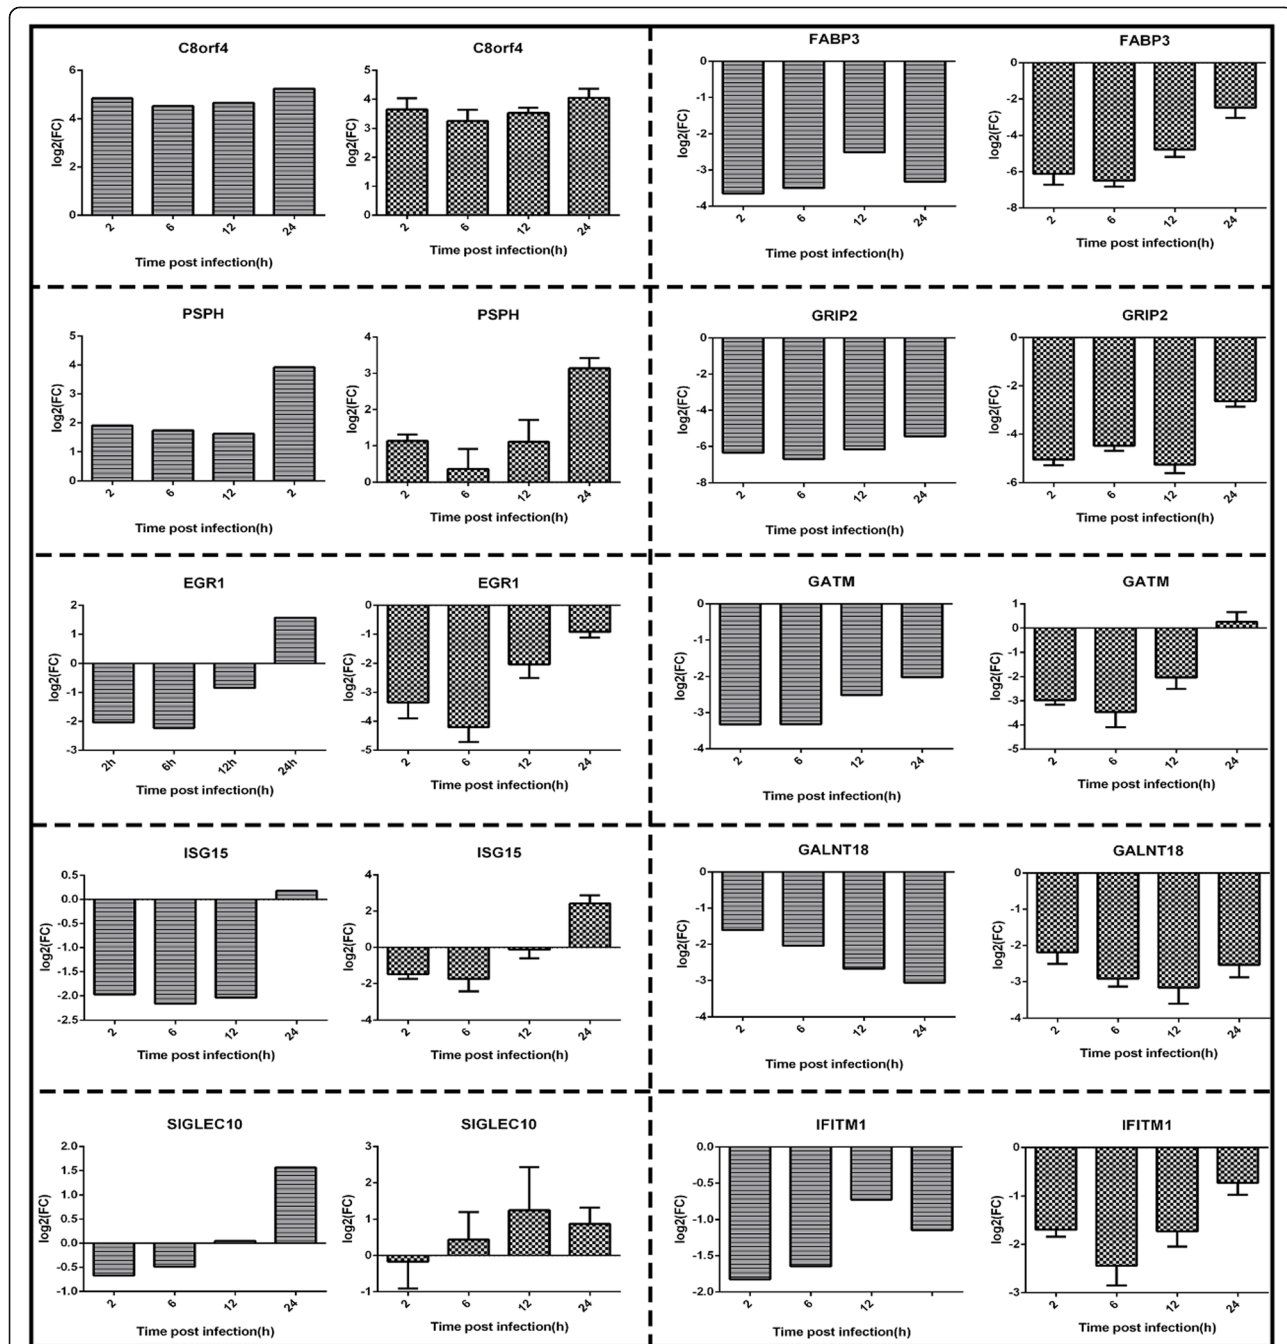 C8orf4
log2(FC)
6
4
2
0
2 6 12 24
Time post infection(h)
C8orf4
log2(FC)
5
4
3
2
1
0
2 6 12 24
Time post infection(h)
FABP3
log2(FC)
0
-1
-2
-3
-4
2 6 12 24
Time post infection(h)
FABP3
log2(FC)
0
-2
-4
-6
-8
2 6 12 24
Time post infection(h)
PSPH
log2(FC)
5
4
3
2
1
0
2 6 12 2
Time post infection(h)
PSPH
log2(FC)
4
3
2
1
0
2 6 12 24
Time post infection(h)
GRIP2
log2(FC)
0
-2
-4
-6
-8
2 6 12 24
Time post infection(h)
GRIP2
log2(FC)
0
-2
-4
-6
2 6 12 24
Time post infection(h)
EGR1
log2(FC)
2
1
0
-1
-2
-3
2h 6h 12h 24h
Time post infection(h)
EGR1
log2(FC)
0
-1
-2
-3
-4
-5
2 6 12 24
Time post infection(h)
GATM
log2(FC)
0
-1
-2
-3
-4
2 6 12 24
Time post infection(h)
GATM
log2(FC)
1
0
-1
-2
-3
-4
-5
2 6 12 24
Time post infection(h)
ISG15
log2(FC)
0.5
0.0
-0.5
-1.0
-1.5
-2.0
-2.5
2 6 12 24
Time post infection(h)
ISG15
log2(FC)
4
2
0
-2
-4
2 6 12 24
Time post infection(h)
GALNT18
log2(FC)
0
-1
-2
-3
-4
2 6 12 24
Time post infection(h)
GALNT18
log2(FC)
0
-1
-2
-3
-4
2 6 12 24
Time post infection(h)
SIGLEC10
log2(FC)
2.0
1.5
1.0
0.5
0.0
-0.5
-1.0
2 6 12 24
Time post infection(h)
SIGLEC10
log2(FC)
3
2
1
0
-1
2 6 12 24
Time post infection(h)
IFITM1
log2(FC)
0.0
-0.5
-1.0
-1.5
-2.0
2 6 12
Time post infection(h)
IFITM1
log2(FC)
0
-1
-2
-3
2 6 12 24
Time post infection(h)